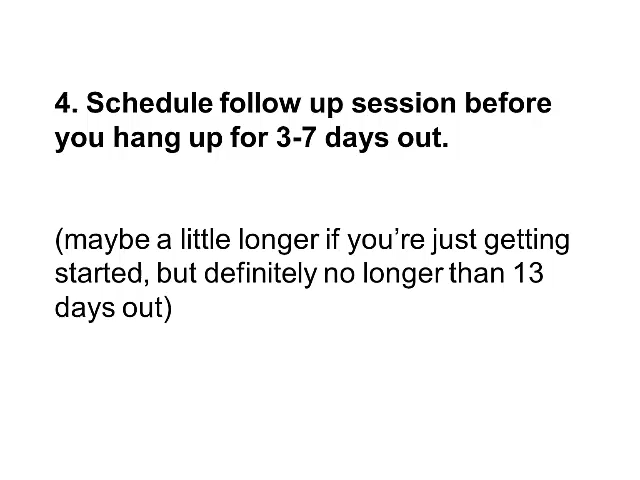 4. Schedule follow up session before
you hang up for 3-7 days out.
(maybe a little longer if you’re just getting
started, but definitely no longer than 13
days out)